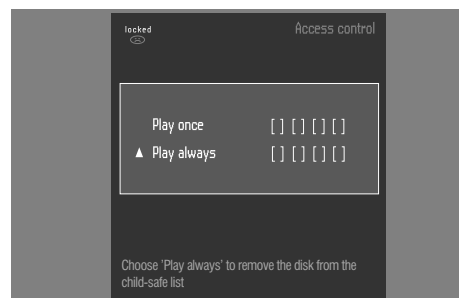 locked
Access control
Play once [ ] [ ] [ ] [ ]
▲ Play always [ ] [ ] [ ] [ ]
Choose 'Play always' to remove the disk from the
child-safe list